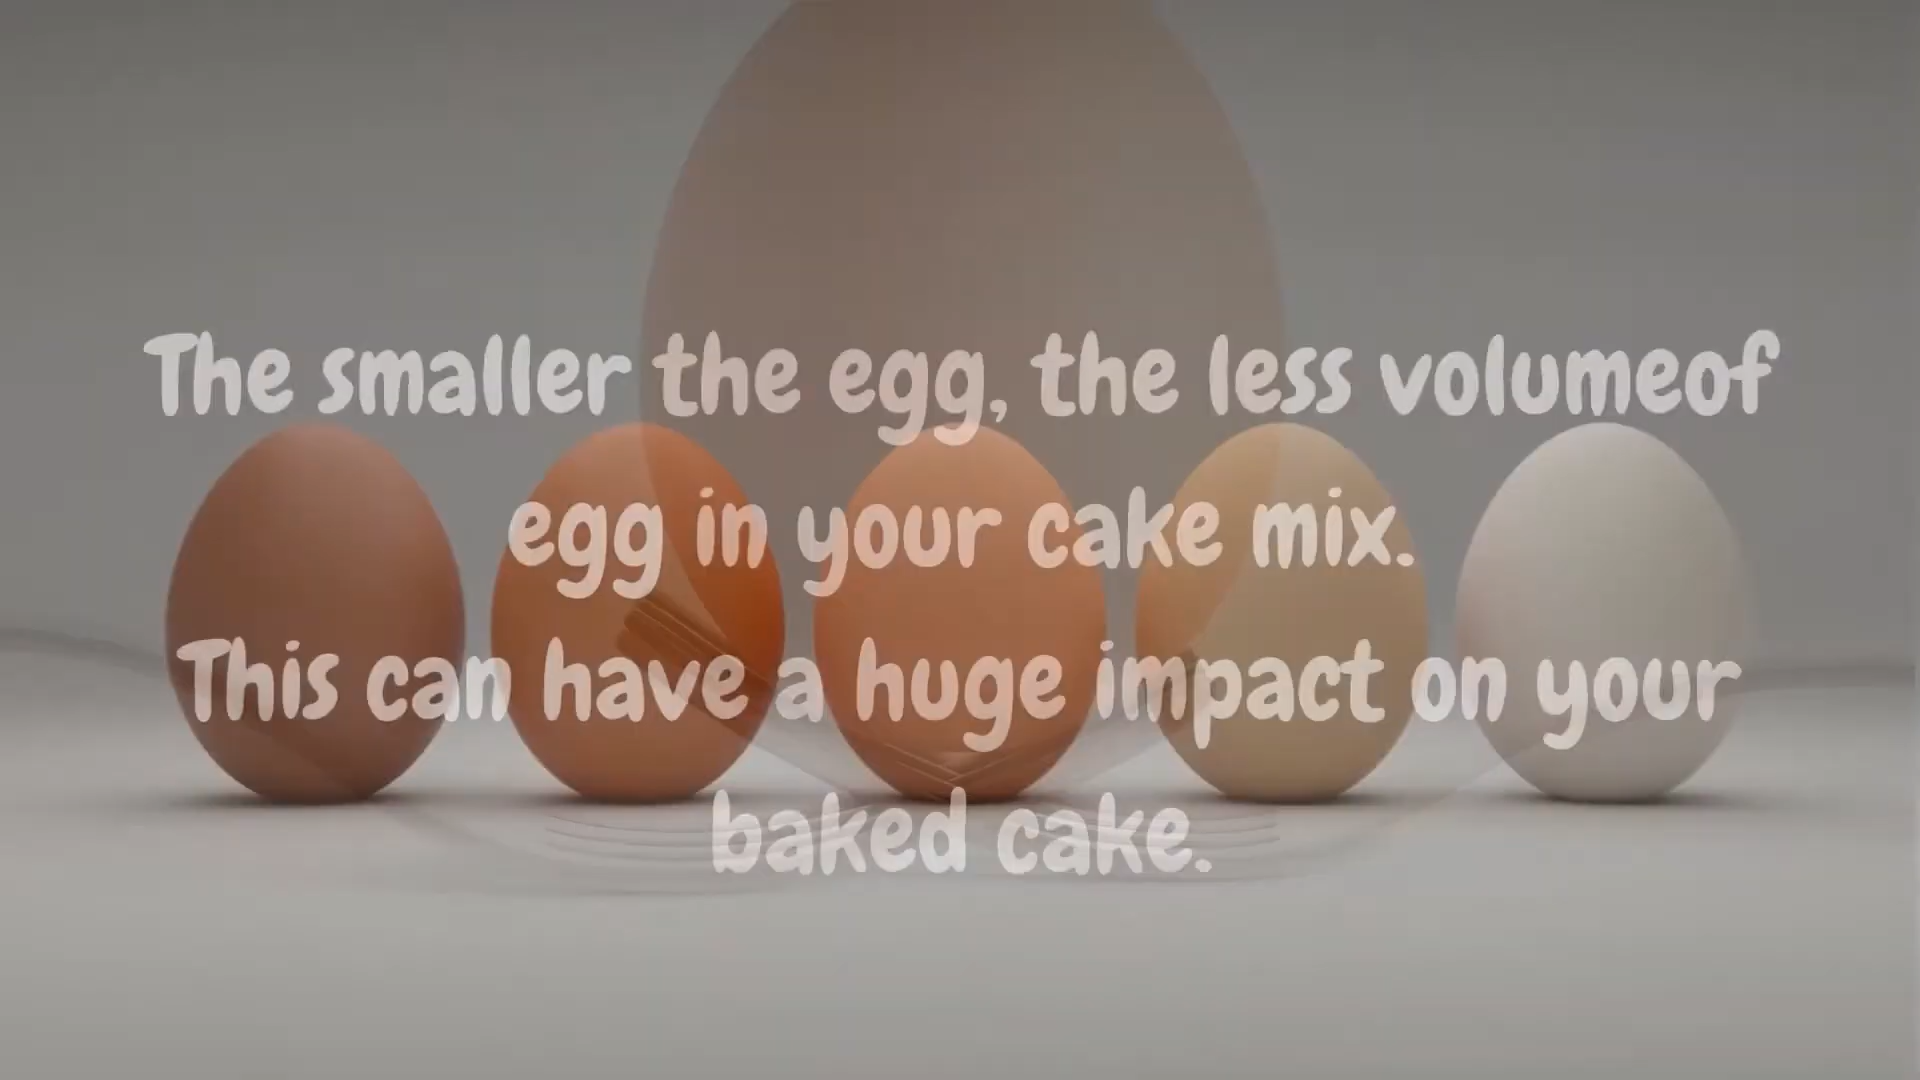 The smaller the egg, the less volumeof
egg in your cake mix.
This can have a huge impact on your
baked cake.